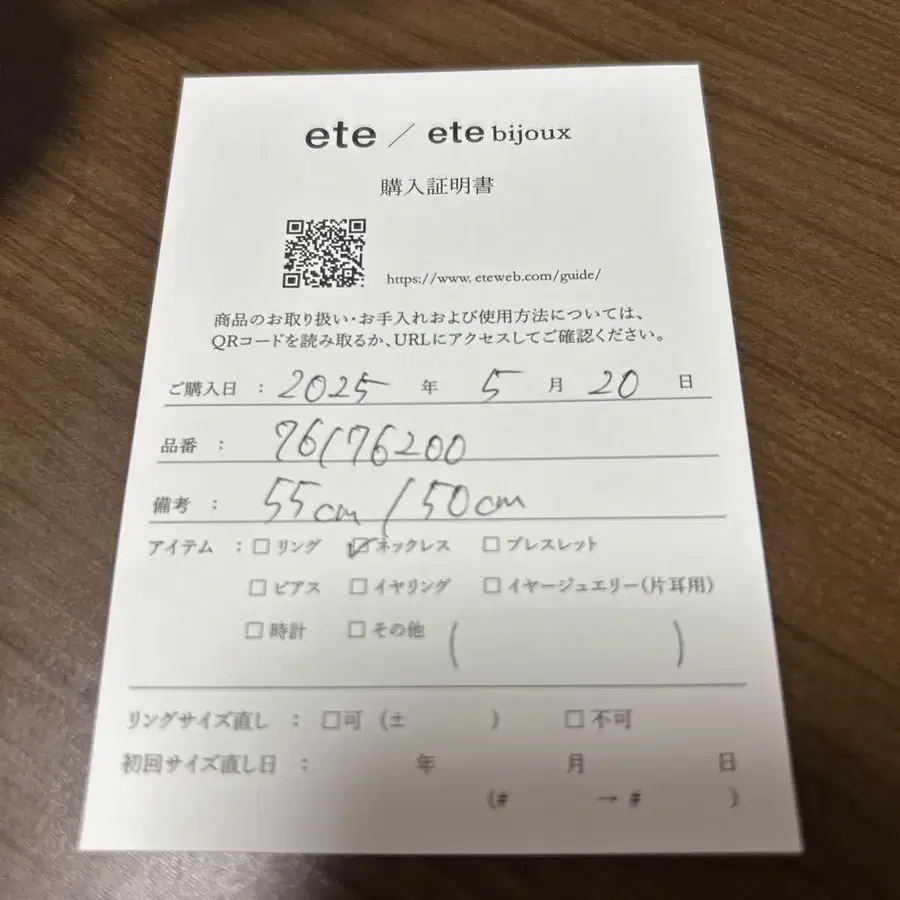 ete / ete bijoux
購入証明書
https://www.eteweb.com/guide/
商品のお取り扱い・お手入れおよび使用方法については、
QRコードを読み取るか、URLにアクセスしてご確認ください。
ご購入日 : 2025 年 5 月 20 日
品番 : 76176200
備考 : 55cm/50cm
アイテム : □リング ☑ネックレス □ブレスレット
□ピアス □イヤリング □イヤージュエリー(片耳用)
□時計 □その他 ( )
リングサイズ直し : □可 (± ) □不可
初回サイズ直し日 : 年 月 日
(# → # )